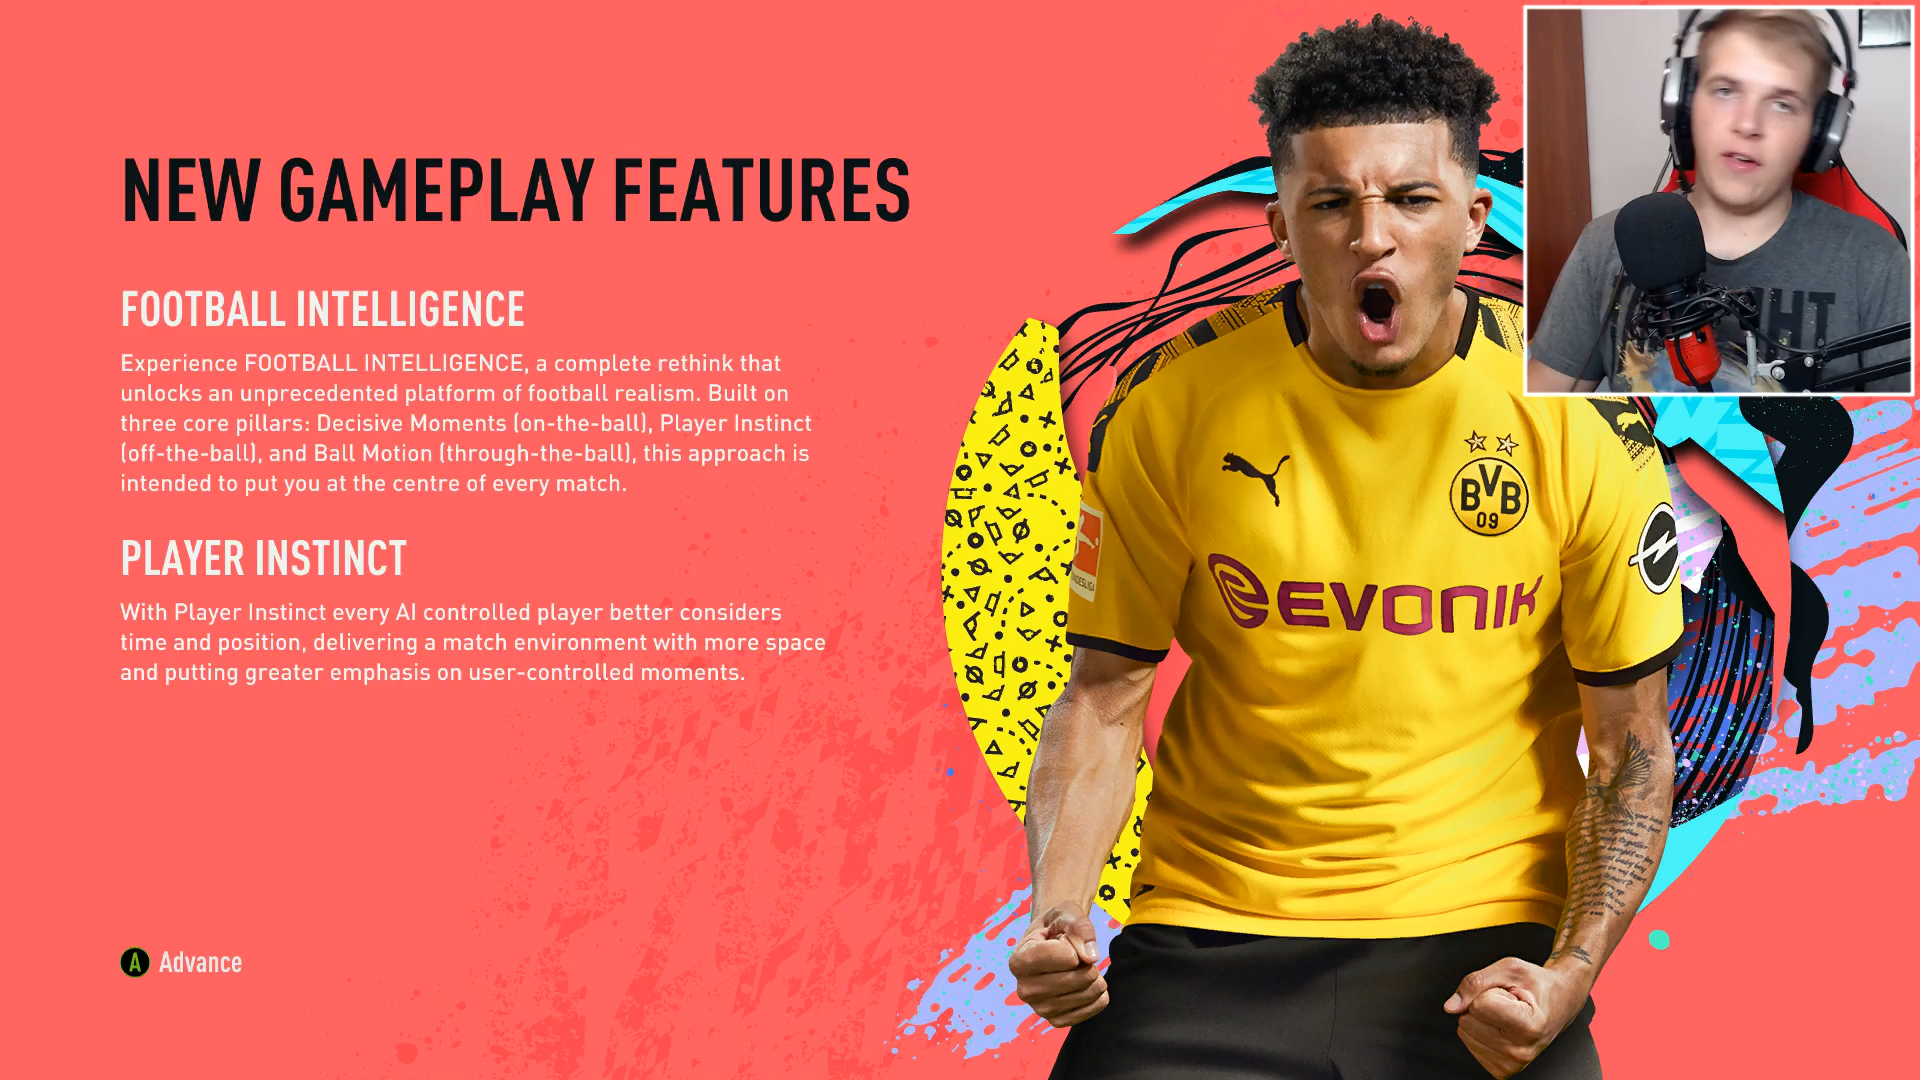 NEW GAMEPLAY FEATURES
FOOTBALL INTELLIGENCE
Experience FOOTBALL INTELLIGENCE, a complete rethink that
unlocks an unprecedented platform of football realism. Built on
three core pillars: Decisive Moments (on-the-ball), Player Instinct
(off-the-ball), and Ball Motion (through-the-ball), this approach is
intended to put you at the centre of every match.
PLAYER INSTINCT
With Player Instinct every AI controlled player better considers
time and position, delivering a match environment with more space
and putting greater emphasis on user-controlled moments.
A Advance
BVB
09
EVONIK